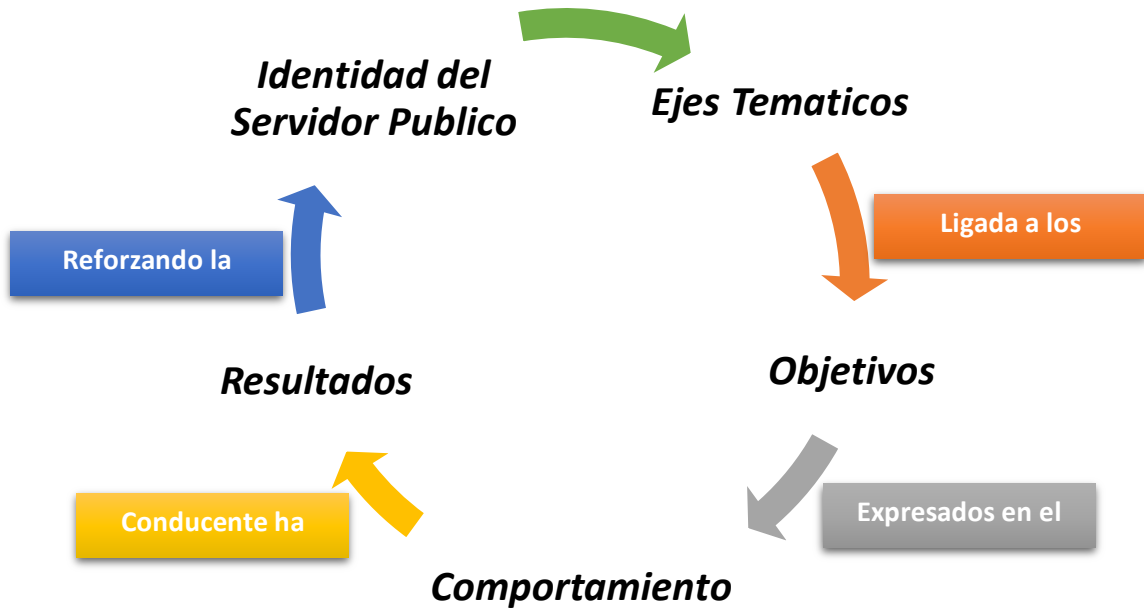 Identidad del
Servidor Publico
Ejes Tematicos
Ligada a los
Objetivos
Expresados en el
Comportamiento
Conducente ha
Resultados
Reforzando la